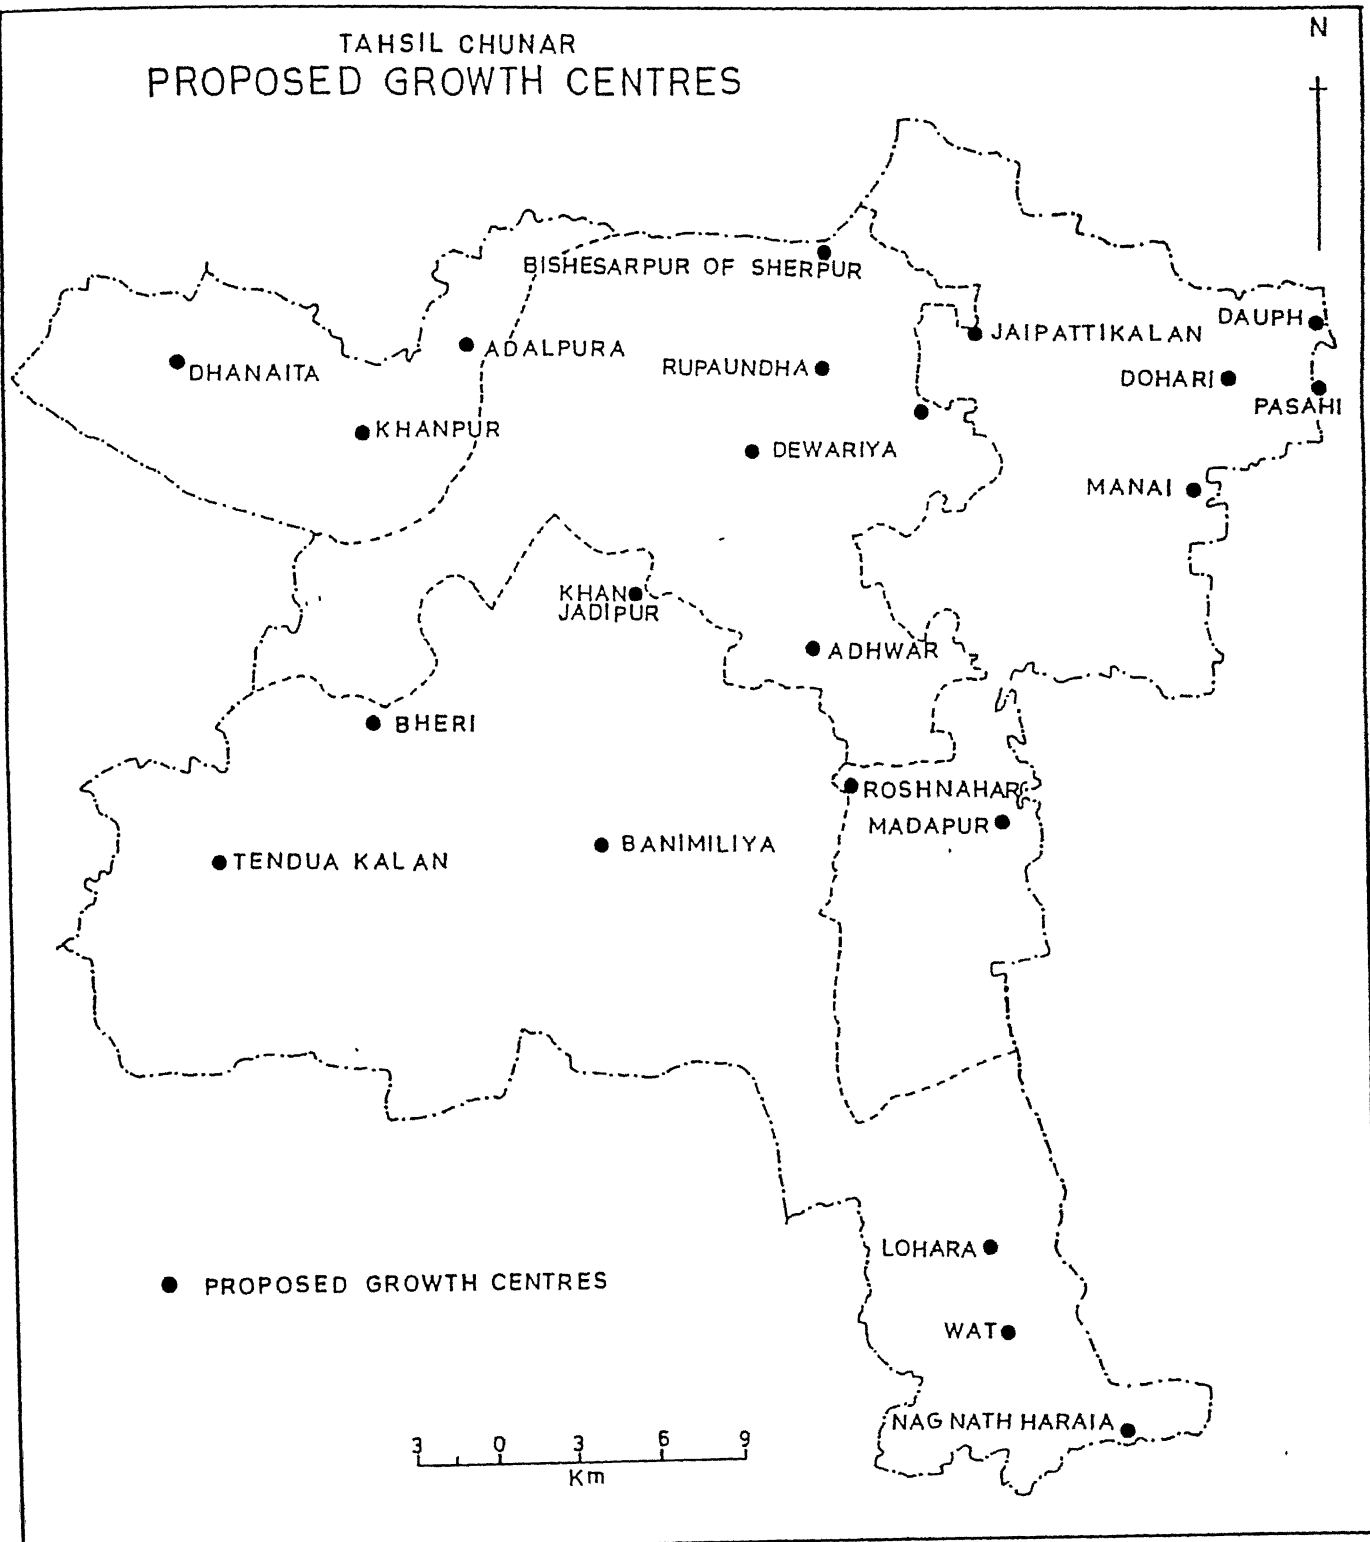 TAHSIL CHUNAR
PROPOSED GROWTH CENTRES
N
BISHESARPUR OF SHERPUR
DAUPH
JAIPATTIKALAN
ADALPURA
RUPAUNDHA
DHANAITA
DOHARI
PASAHI
KHANPUR
DEWARIYA
MANAI
KHAN
JADIPUR
ADHWAR
BHERI
ROSHNAHAR
MADAPUR
BANIMILIYA
TENDUA KALAN
LOHARA
PROPOSED GROWTH CENTRES
WAT
NAG NATH HARAIA
3 0 3 6 9
Km